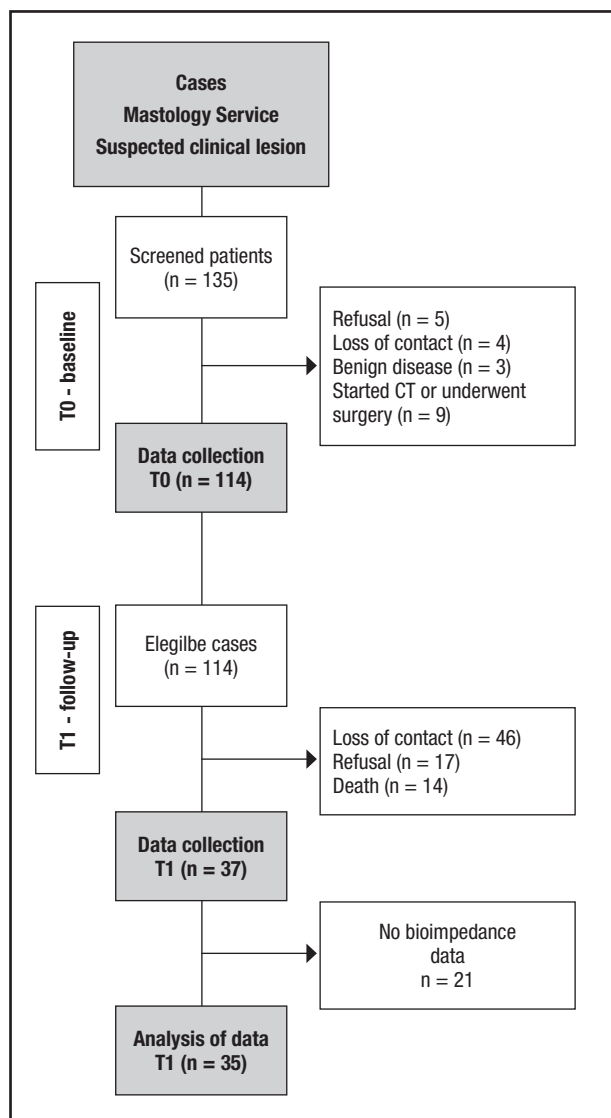 Cases
Mastology Service
Suspected clinical lesion
Screened patients
(n = 135)
T0 - baseline
Refusal (n = 5)
Loss of contact (n = 4)
Benign disease (n = 3)
Started CT or underwent
surgery (n = 9)
Data collection
T0 (n = 114)
T1 - follow-up
Elegilbe cases
(n = 114)
Loss of contact (n = 46)
Refusal (n = 17)
Death (n = 14)
Data collection
T1 (n = 37)
No bioimpedance
data
n = 21
Analysis of data
T1 (n = 35)